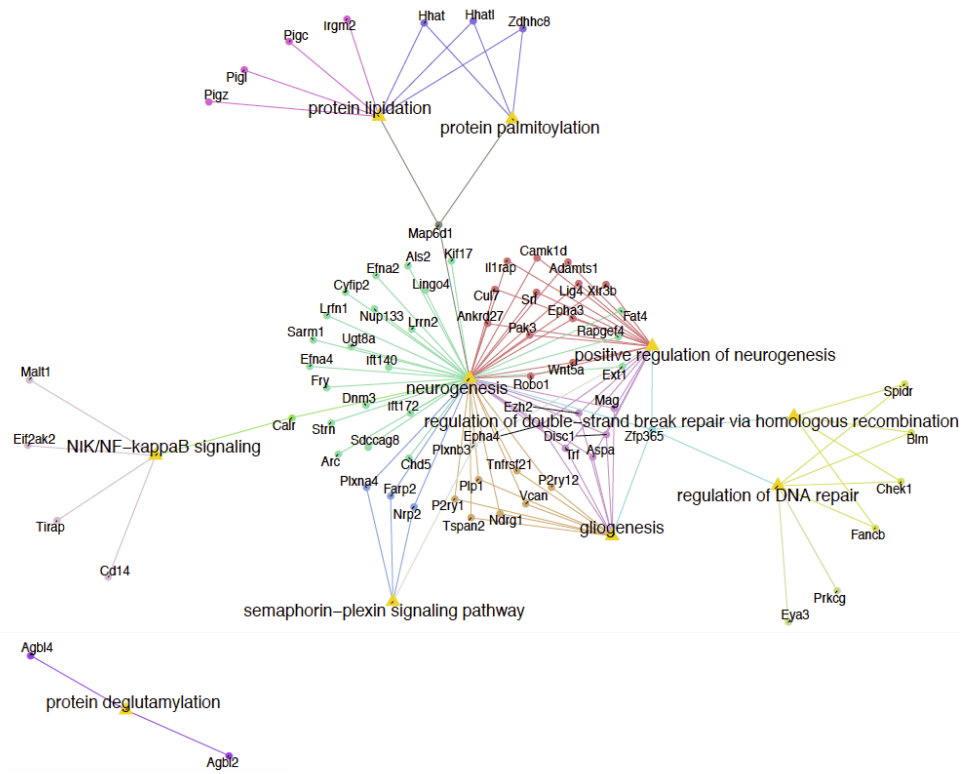 Hhat
Hhatl
Irgm2
Zdhhc8
Pigc
Pigl
Pigz
protein lipidation
protein palmitoylation
Map6d1
Camk1d
Als2
Kif17
Efna2
Il1rap
Adamts1
Cyfip2
Lingo4
Lig4
Xlr3b
Cul7
Srf
Lrfn1
Nup133
Ankrd27
Epha3
Fat4
Lrrn2
Pak3
Rapgef4
Sarm1
Ugt8a
positive regulation of neurogenesis
Efna4
Ift140
Wnt5a
Ext1
Malt1
Fry
neurogenesis
Robo1
Spidr
Dnm3
Ift172
Ezh2
Mag
Calr
Strn
regulation of double-strand break repair via homologous recombination
Eif2ak2
Sdccag8
Epha4
Disc1
Zfp365
Blm
NIK/NF-kappaB signaling
Plxnb3
Trf
Aspa
Arc
Chd5
Tnfrsf21
Plxna4
Farp2
Plp1
P2ry12
regulation of DNA repair
Chek1
Vcan
P2ry1
Nrp2
Ndrg1
Tspan2
gliogenesis
Tirap
Fancb
Cd14
Prkcg
semaphorin-plexin signaling pathway
Eya3
Agbl4
protein deglutamylation
Agbl2